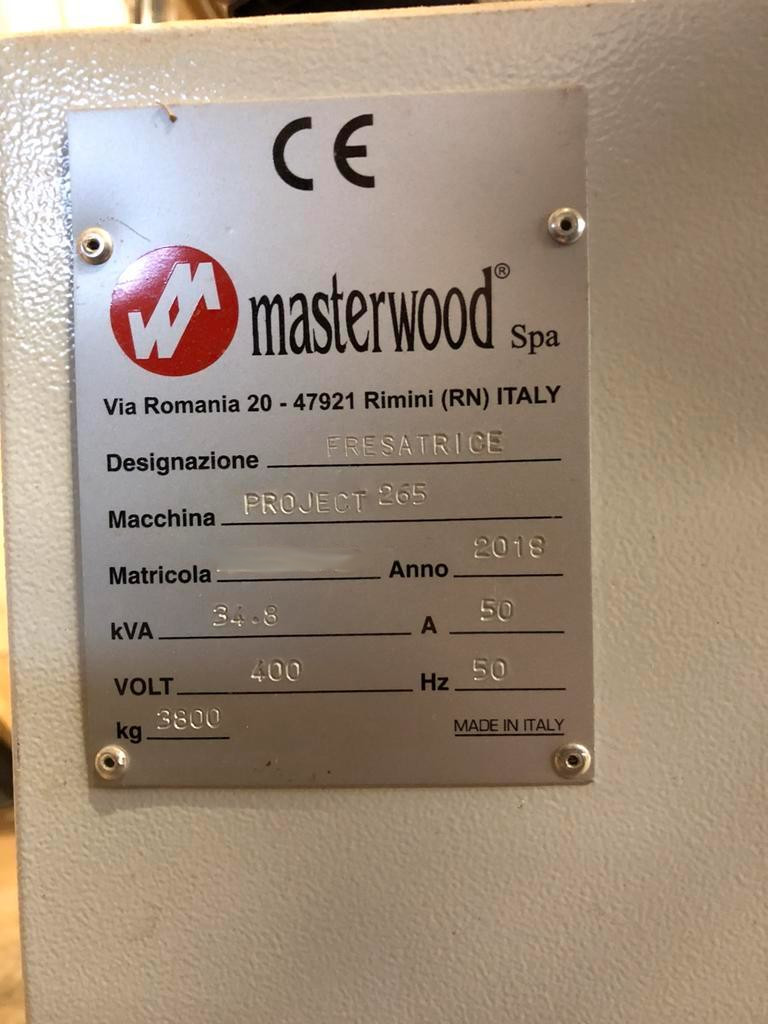 CE
masterwood® Spa
Via Romania 20 - 47921 Rimini (RN) ITALY
Designazione FRESATRICE
Macchina PROJECT 265
Matricola Anno 2018
kVA 34.8 A 50
VOLT 400 Hz 50
kg 3800 MADE IN ITALY